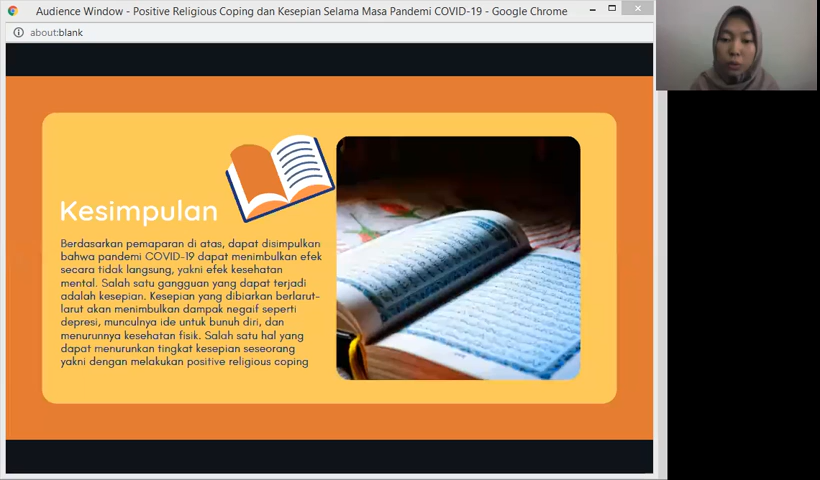 Audience Window - Positive Religious Coping dan Kesepian Selama Masa Pandemi COVID-19 - Google Chrome
about:blank
Kesimpulan
Berdasarkan pemaparan di atas, dapat disimpulkan
bahwa pandemi COVID-19 dapat menimbulkan efek
secara tidak langsung, yakni efek kesehatan
mental. Salah satu gangguan yang dapat terjadi
adalah kesepian. Kesepian yang dibiarkan berlarut-
larut akan menimbulkan dampak negaif seperti
depresi, munculnya ide untuk bunuh diri, dan
menurunnya kesehatan fisik. Salah satu hal yang
dapat menurunkan tingkat kesepian seseorang
yakni dengan melakukan positive religious coping